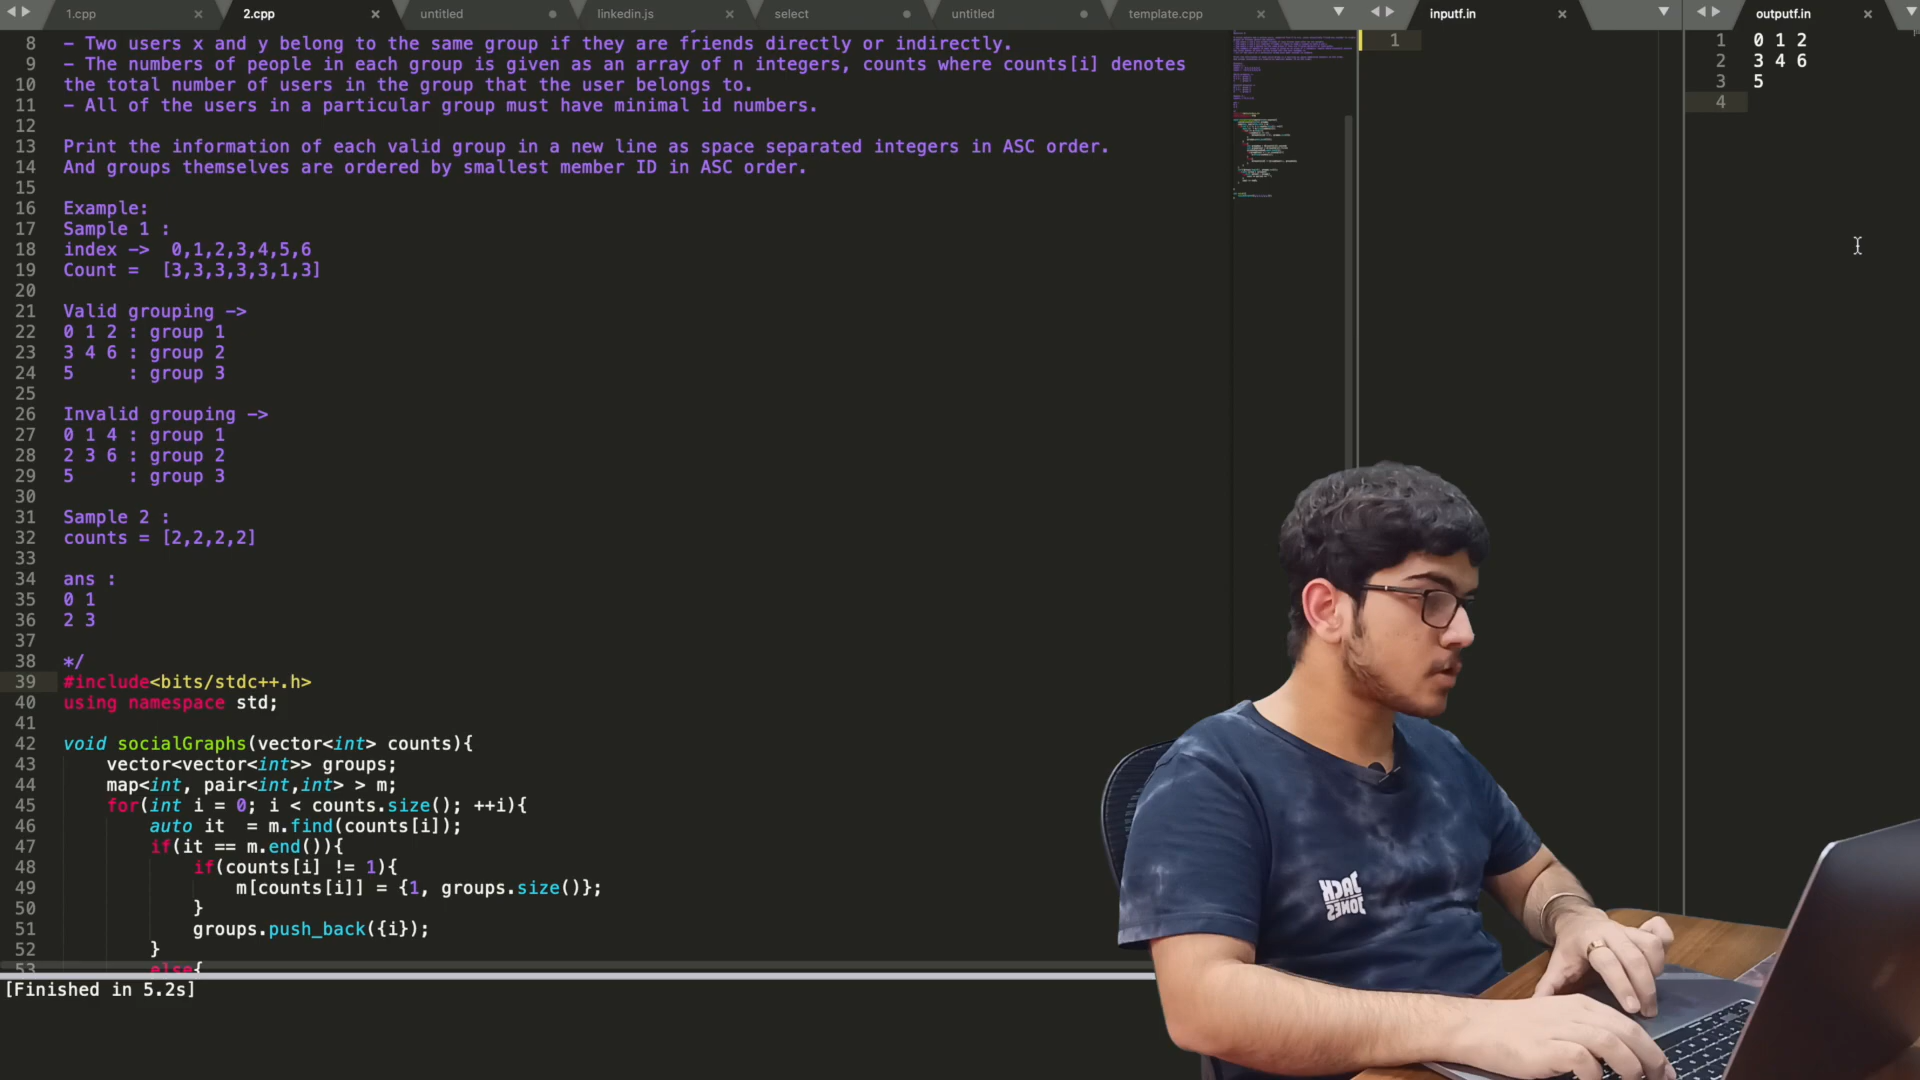 1.cpp
2.cpp
untitled
linkedin.js
select
untitled
template.cpp
inputf.in
outputf.in
8 - Two users x and y belong to the same group if they are friends directly or indirectly.
9 - The numbers of people in each group is given as an array of n integers, counts where counts[i] denotes
10 the total number of users in the group that the user belongs to.
11 - All of the users in a particular group must have minimal id numbers.
12
13 Print the information of each valid group in a new line as space separated integers in ASC order.
14 And groups themselves are ordered by smallest member ID in ASC order.
15
16 Example:
17 Sample 1 :
18 index -> 0,1,2,3,4,5,6
19 Count = [3,3,3,3,3,1,3]
20
21 Valid grouping ->
22 0 1 2 : group 1
23 3 4 6 : group 2
24 5 : group 3
25
26 Invalid grouping ->
27 0 1 4 : group 1
28 2 3 6 : group 2
29 5 : group 3
30
31 Sample 2 :
32 counts = [2,2,2,2]
33
34 ans :
35 0 1
36 2 3
37
38 */
39 #include<bits/stdc++.h>
40 using namespace std;
41
42 void socialGraphs(vector<int> counts){
43 vector<vector<int>> groups;
44 map<int, pair<int,int> > m;
45 for(int i = 0; i < counts.size(); ++i){
46 auto it = m.find(counts[i]);
47 if(it == m.end()){
48 if(counts[i] != 1){
49 m[counts[i]] = {1, groups.size()};
50 }
51 groups.push_back({i});
52 }
53 else{
[Finished in 5.2s]
1
1 0 1 2
2 3 4 6
3 5
4
JACK
JONES